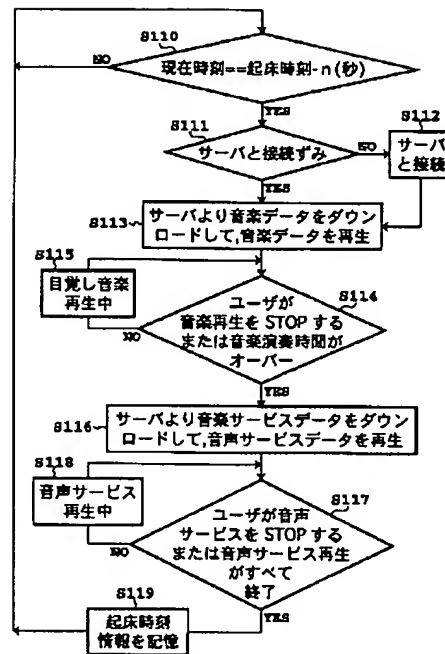 S110
NO
現在時刻==起床時刻-n(秒)
YES
S111
S112
サーバと接続ずみ
NO
サーバ
と接続
YES
S113
サーバより音楽データをダウン
ロードして,音楽データを再生
S115
目覚し音楽
再生中
S114
ユーザが
音楽再生を STOP する
または音楽演奏時間が
オーバー
NO
YES
S116
サーバより音楽サービスデータをダウ
ンロードして,音声サービスデータを再生
S118
音声サービス
再生中
S117
ユーザが音声
サービスを STOP する
または音声サービス再生
がすべて
終了
NO
YES
S119
起床時刻
情報を記憶